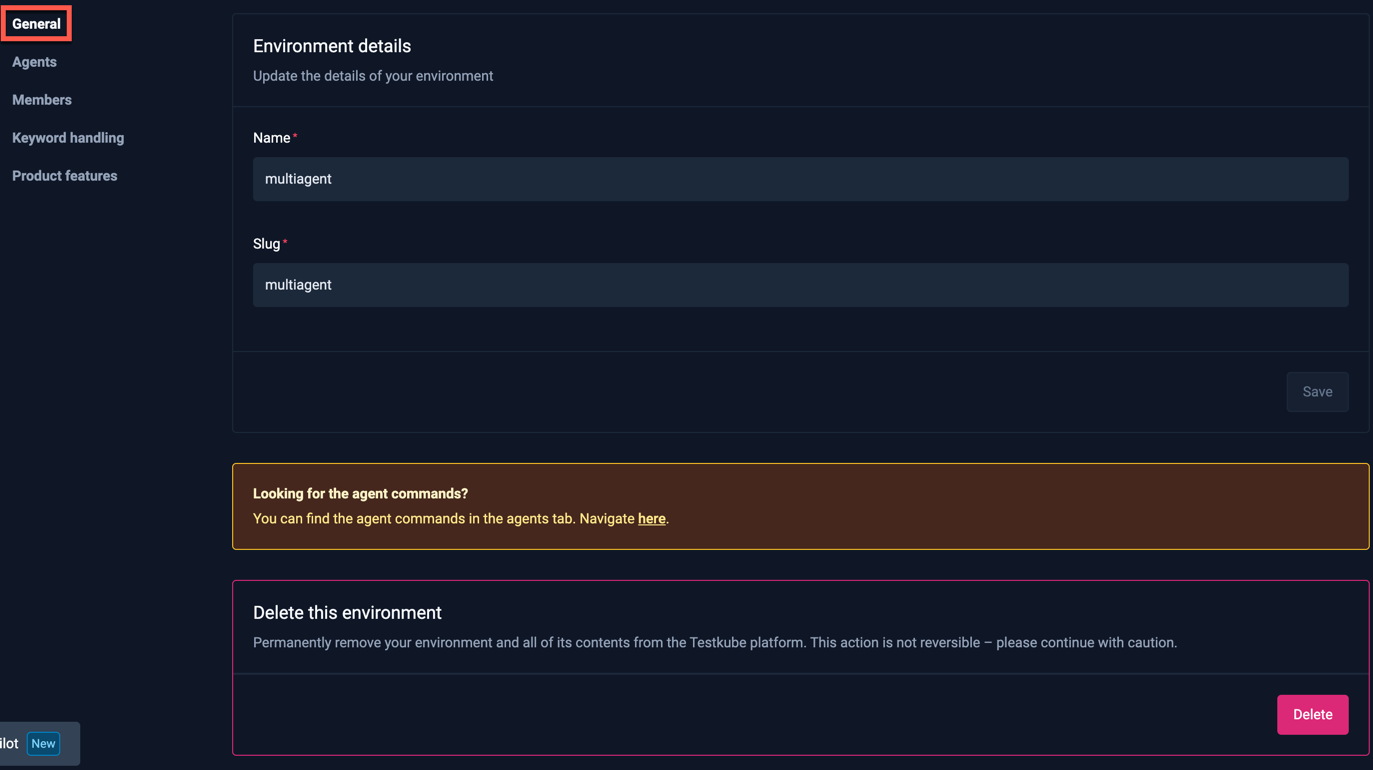 General
Agents
Members
Keyword handling
Product features
Environment details
Update the details of your environment
Name*
multiagent
Slug*
multiagent
Save
Looking for the agent commands?
You can find the agent commands in the agents tab. Navigate here.
Delete this environment
Permanently remove your environment and all of its contents from the Testkube platform. This action is not reversible – please continue with caution.
Delete
ilot New